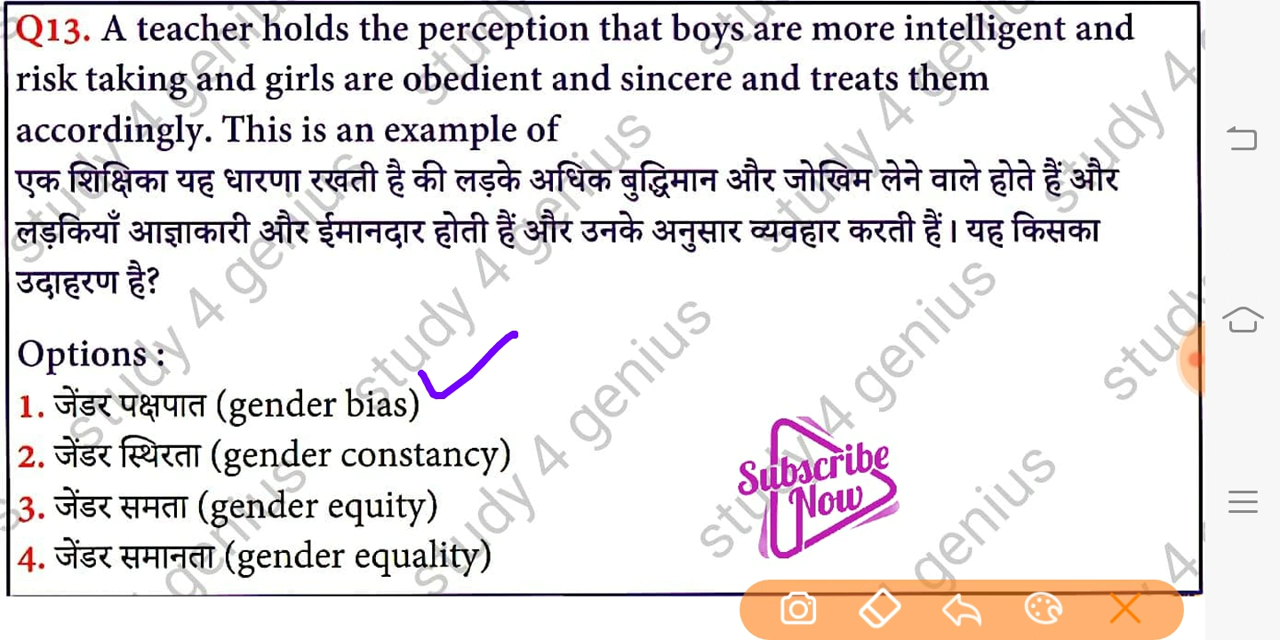 Q13. A teacher holds the perception that boys are more intelligent and
risk taking and girls are obedient and sincere and treats them
accordingly. This is an example of
एक शिक्षिका यह धारणा रखती है की लड़के अधिक बुद्धिमान और जोखिम लेने वाले होते हैं और
लड़कियाँ आज्ञाकारी और ईमानदार होती हैं और उनके अनुसार व्यवहार करती हैं। यह किसका
उदाहरण है?
Options :
1. जेंडर पक्षपात (gender bias)
2. जेंडर स्थिरता (gender constancy)
3. जेंडर समता (gender equity)
4. जेंडर समानता (gender equality)
Subscribe
Now
study 4 genius